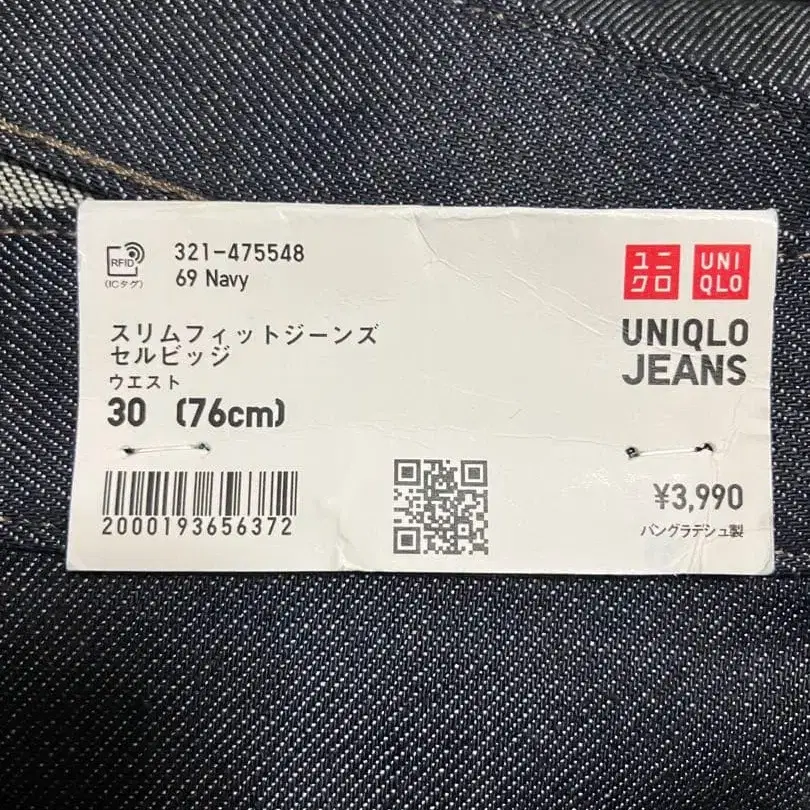 RFID
(ICタグ)
321-475548
69 Navy
スリムフィットジーンズ
セルビッジ
ウエスト
30 (76cm)
2000193656372
ユニ
クロ
UNI
QLO
UNIQLO
JEANS
¥3,990
バングラデシュ製